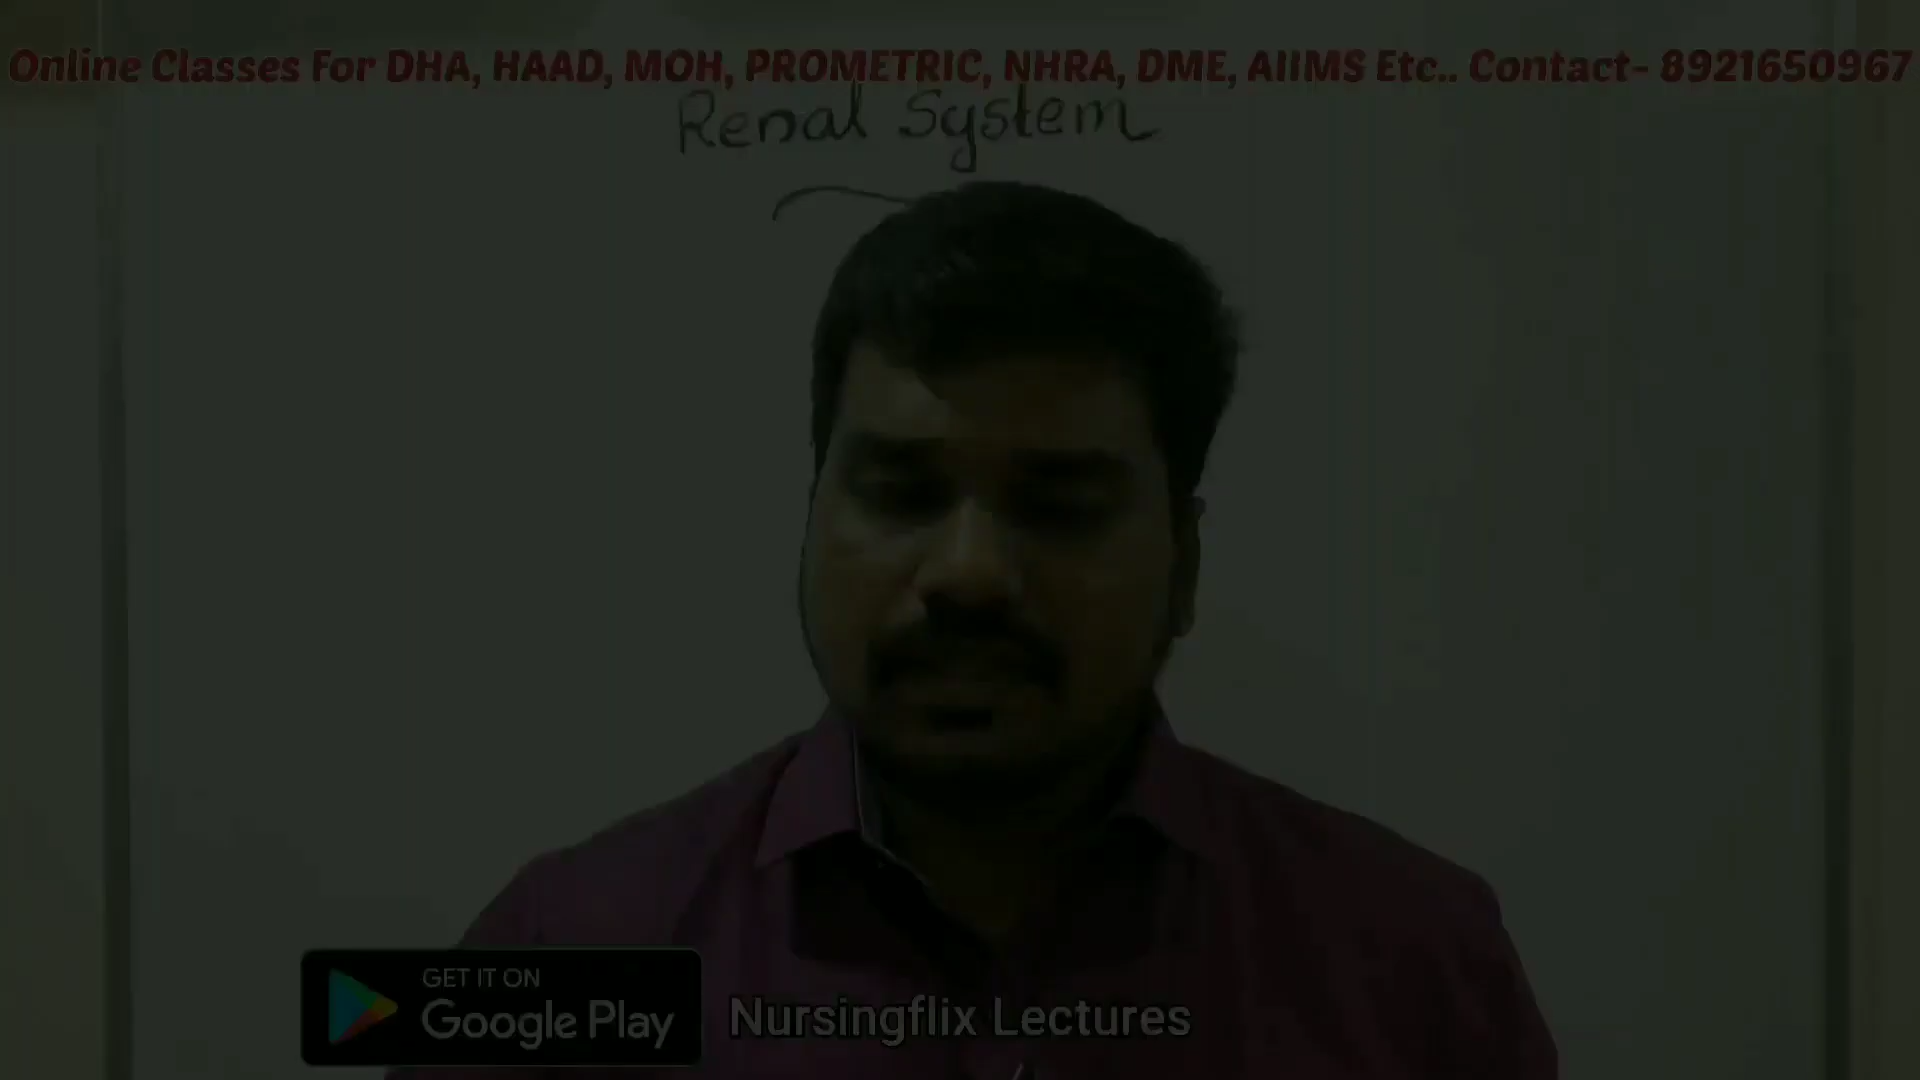 Online Classes For DHA, HAAD, MOH, PROMETRIC, NHRA, DME, AIIMS Etc.. Contact- 8921650967
Renal System
GET IT ON
Google Play
Nursingflix Lectures